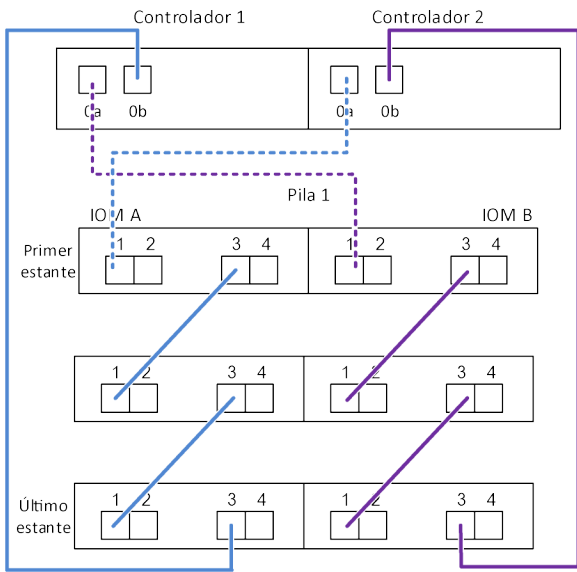 Controlador 1 Controlador 2
0a 0b 0a 0b
Pila 1
IOM A IOM B
1 2 3 4 1 2 3 4
Primer
estante
1 2 3 4 1 2 3 4
1 2 3 4 1 2 3 4
Último
estante